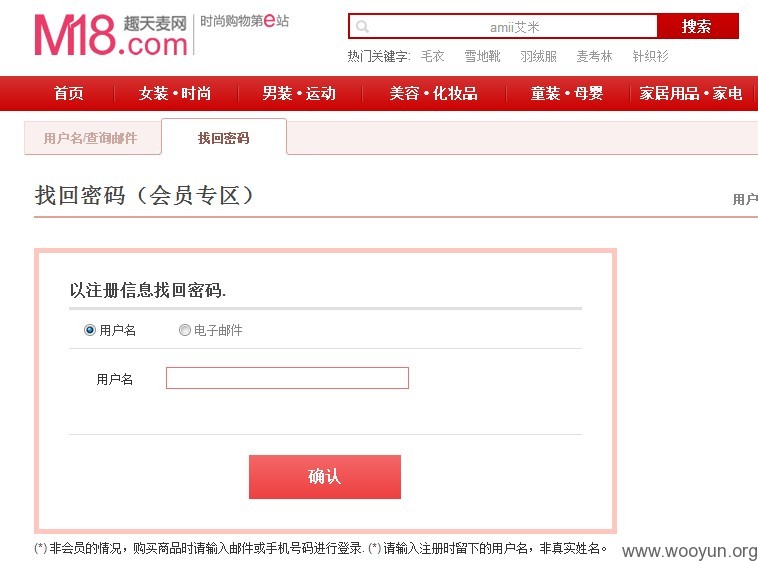 M18.com 趣天麦网 时尚购物第e站
amii艾米 搜索
热门关键字: 毛衣 雪地靴 羽绒服 麦考林 针织衫
首页 女装•时尚 男装•运动 美容•化妆品 童装•母婴 家居用品•家电
用户名/查询邮件 找回密码
找回密码（会员专区） 用户
以注册信息找回密码.
用户名 电子邮件
用户名
确认
(*) 非会员的情况，购买商品时请输入邮件或手机号码进行登录. (*) 请输入注册时留下的用户名，非真实姓名。
www.wooyun.org